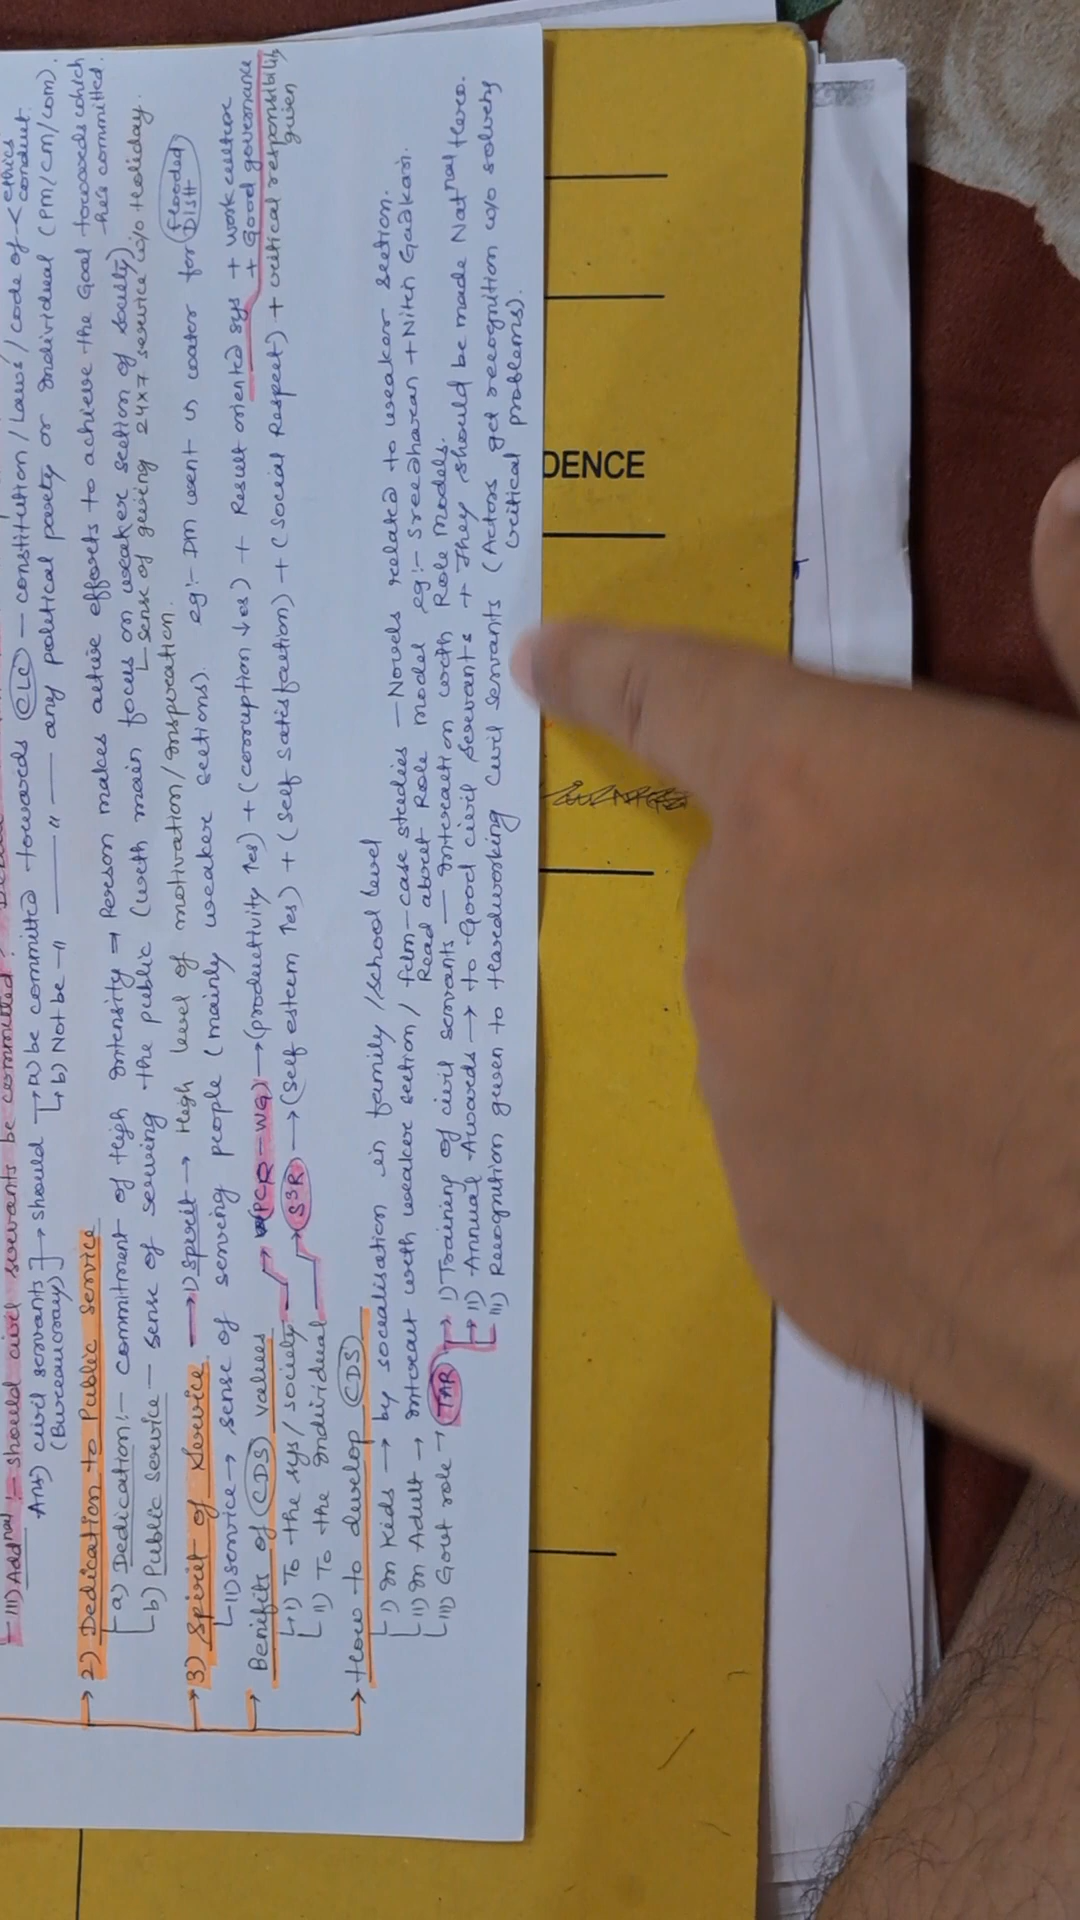 iii) Addnal :- should civil servants be committed
Ans) civil servants ] → should → a) be committed towards (CLC) – constitution / Laws / code of < ethics conduct.
(Bureaucracy) ↳ b) Not be –〃 ——〃—— any political party or individual (PM/CM/com).
→ 2) Dedication to Public Service
a) Dedication:- commitment of High intensity ⇒ Person makes active efforts to achieve the Goal towards which he's committed.
b) Public Service – sense of serving the public (with main focus on weaker section of society)
↳ sense of giving 24x7 service w/o Holiday.
→ 3) Spirit of Service → i) Spirit → High level of motivation/inspiration.
ii) service → sense of serving people (mainly weaker sections). eg:- DM went in water for (flooded Distt.)
→ Benifits of (CDS) values
i) To the sys/society → (PCR – WG) → (productivity ↑es) + (corruption ↓es) + Result oriented sys + work culture + Good governance
ii) To the Individual → (S³R) → (Self esteem ↑es) + (self satisfaction) + (Social Respect) + critical responsibility given
→ How to develop (CDS)
i) In kids → by socialisation in family/school level
ii) In Adult → Interact with weaker section/ film – case studies – Novels related to weaker section.
Read about Role model eg:- Sreedharan + Nitin Gadkari.
iii) Govt role → (TAR) → i) Training of civil servants – interaction with Role Models.
ii) Annual Awards → to Good civil servants + They should be made Natnal Hero.
iii) Recognition given to Hardworking Civil Servants (Actors get recognition w/o solving critical problems).
DENCE